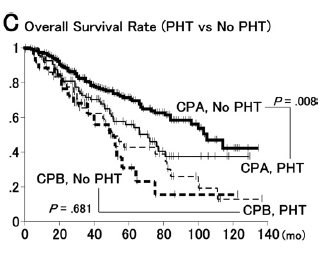 C Overall Survival Rate (PHT vs No PHT)
1
.8
.6
.4
.2
0
CPA, No PHT
P = .008
CPA, PHT
CPB, No PHT
P = .681
CPB, PHT
0 20 40 60 80 100 120 140 (mo)